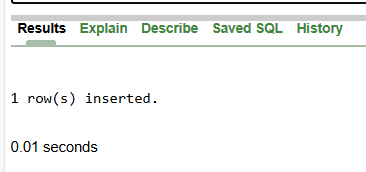 Results Explain Describe Saved SQL History
1 row(s) inserted.
0.01 seconds